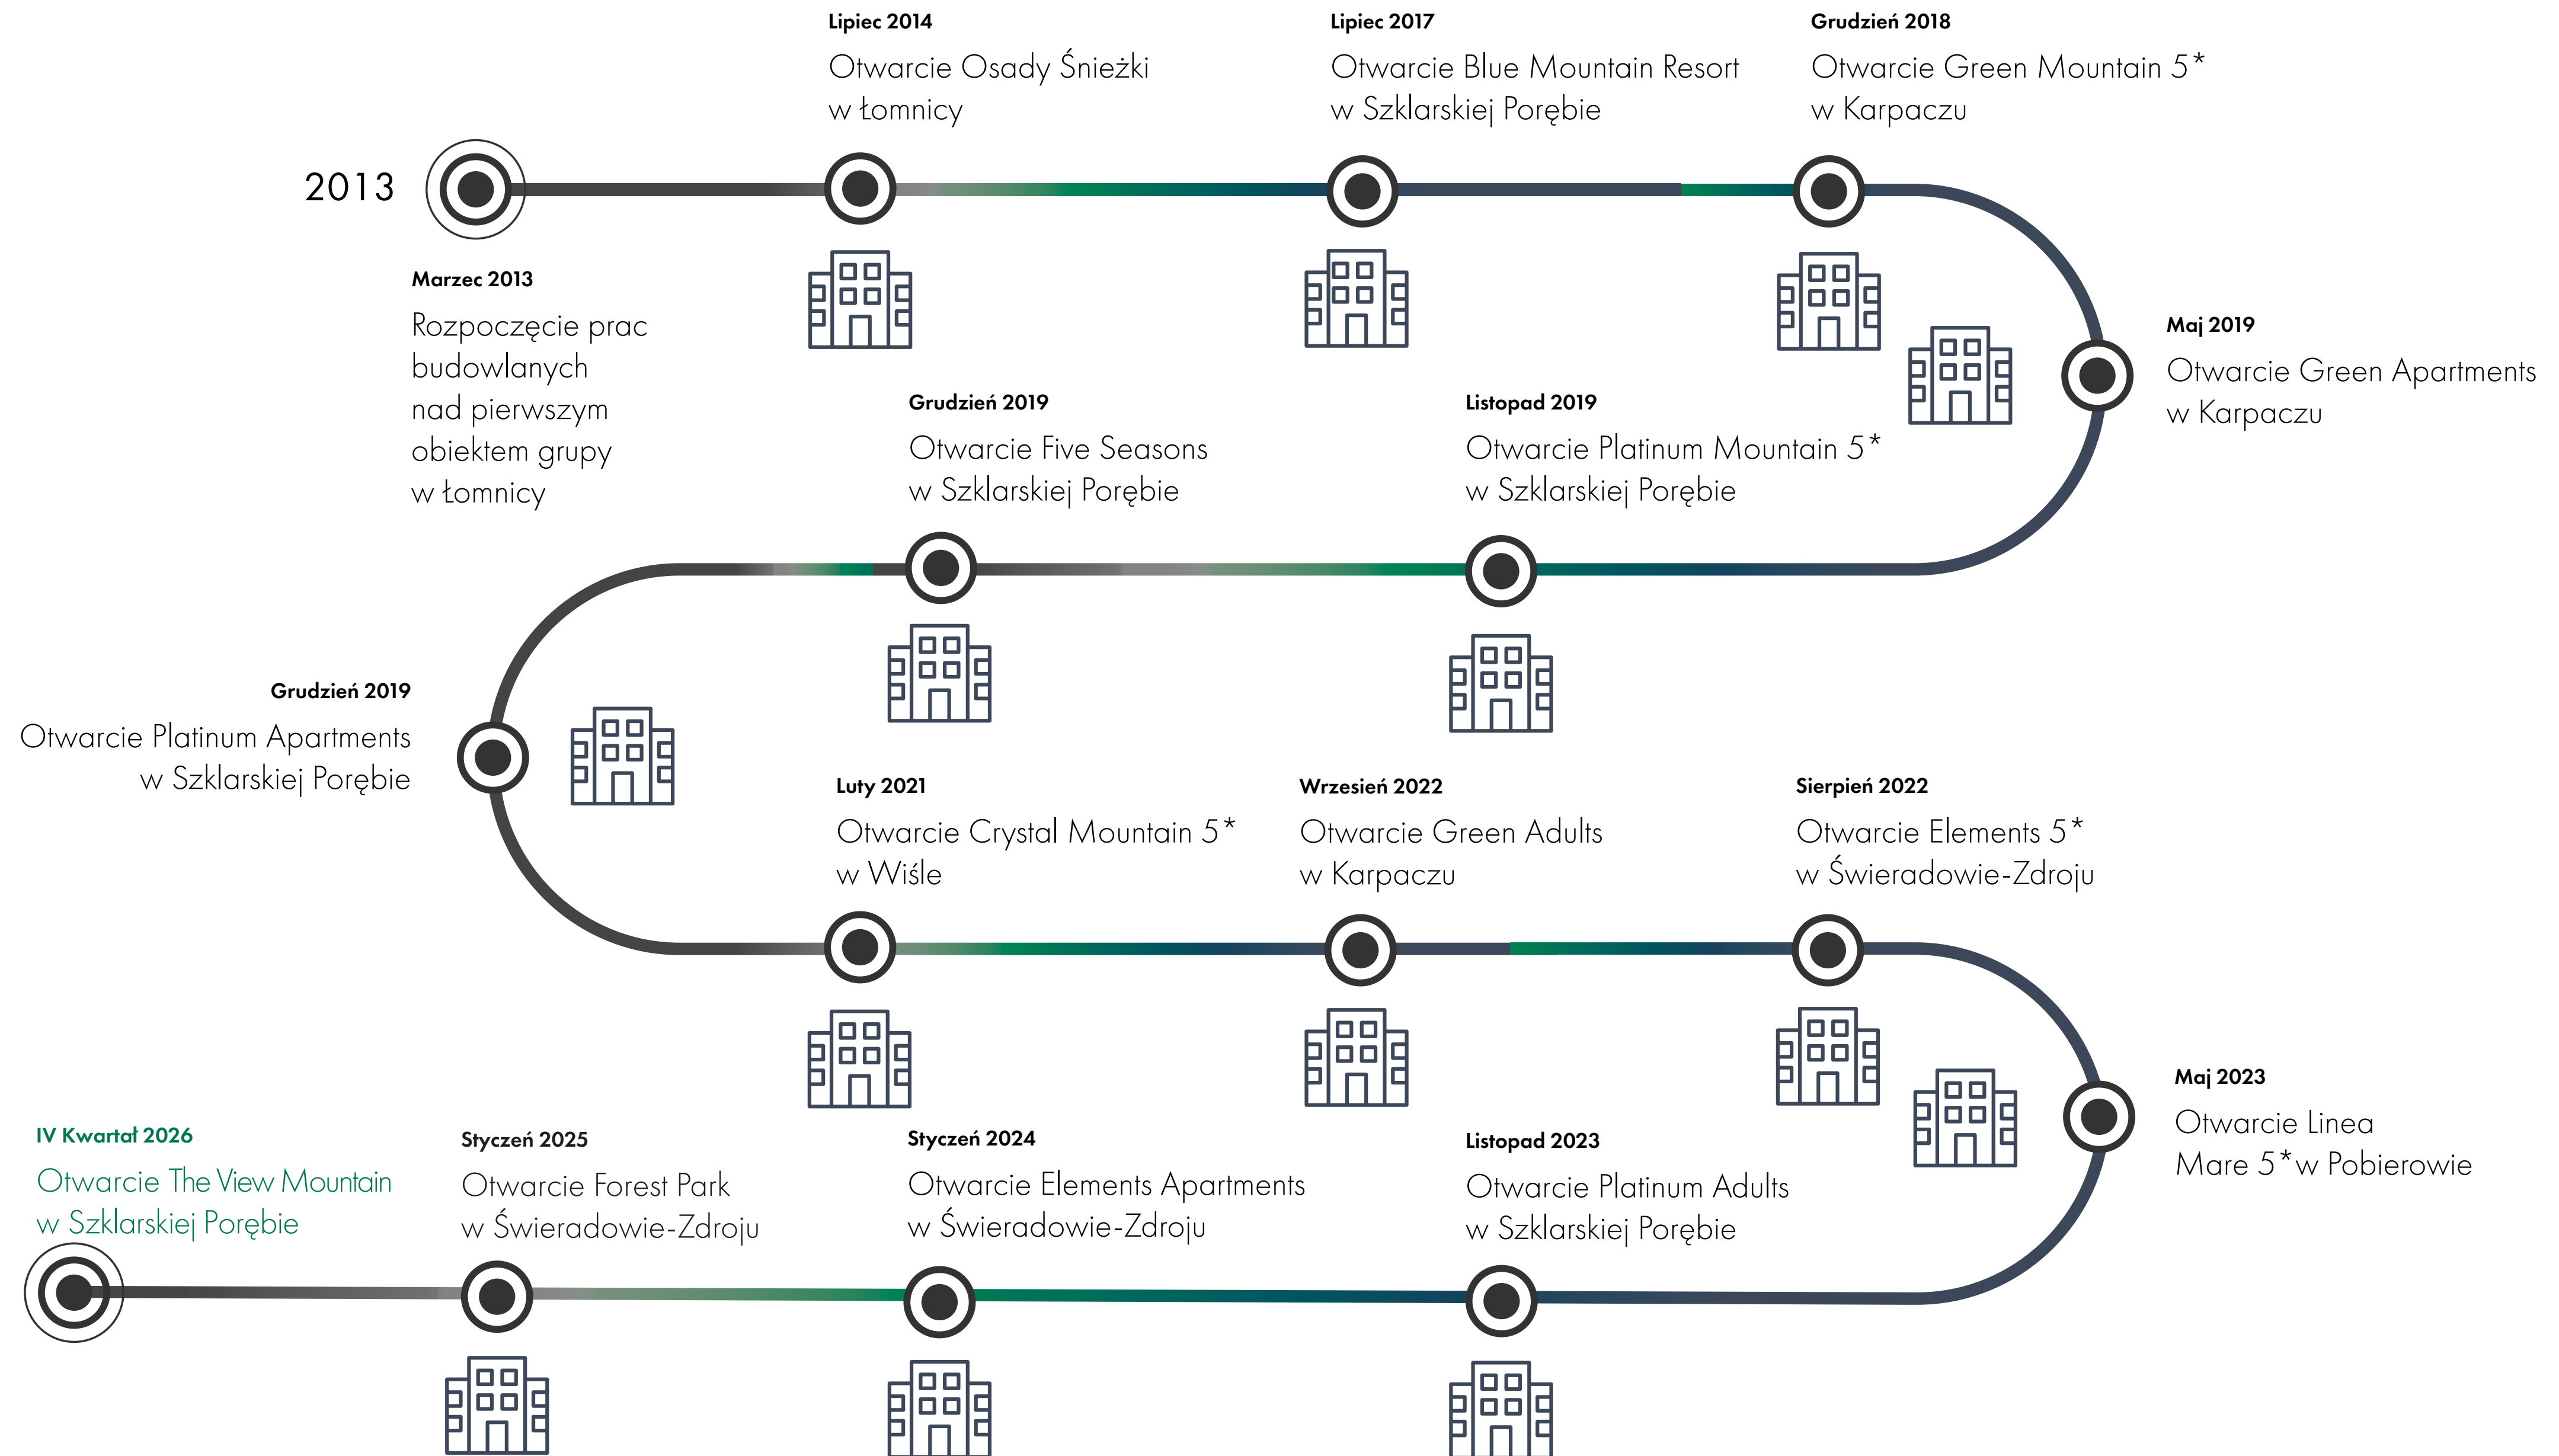 2013
Marzec 2013
Rozpoczęcie prac
budowlanych
nad pierwszym
obiektem grupy
w Łomnicy
Lipiec 2014
Otwarcie Osady Śnieżki
w Łomnicy
Lipiec 2017
Otwarcie Blue Mountain Resort
w Szklarskiej Porębie
Grudzień 2018
Otwarcie Green Mountain 5*
w Karpaczu
Maj 2019
Otwarcie Green Apartments
w Karpaczu
Listopad 2019
Otwarcie Platinum Mountain 5*
w Szklarskiej Porębie
Grudzień 2019
Otwarcie Five Seasons
w Szklarskiej Porębie
Grudzień 2019
Otwarcie Platinum Apartments
w Szklarskiej Porębie
Luty 2021
Otwarcie Crystal Mountain 5*
w Wiśle
Wrzesień 2022
Otwarcie Green Adults
w Karpaczu
Sierpień 2022
Otwarcie Elements 5*
w Świeradowie-Zdroju
Maj 2023
Otwarcie Linea
Mare 5*w Pobierowie
Listopad 2023
Otwarcie Platinum Adults
w Szklarskiej Porębie
Styczeń 2024
Otwarcie Elements Apartments
w Świeradowie-Zdroju
Styczeń 2025
Otwarcie Forest Park
w Świeradowie-Zdroju
IV Kwartał 2026
Otwarcie The View Mountain
w Szklarskiej Porębie